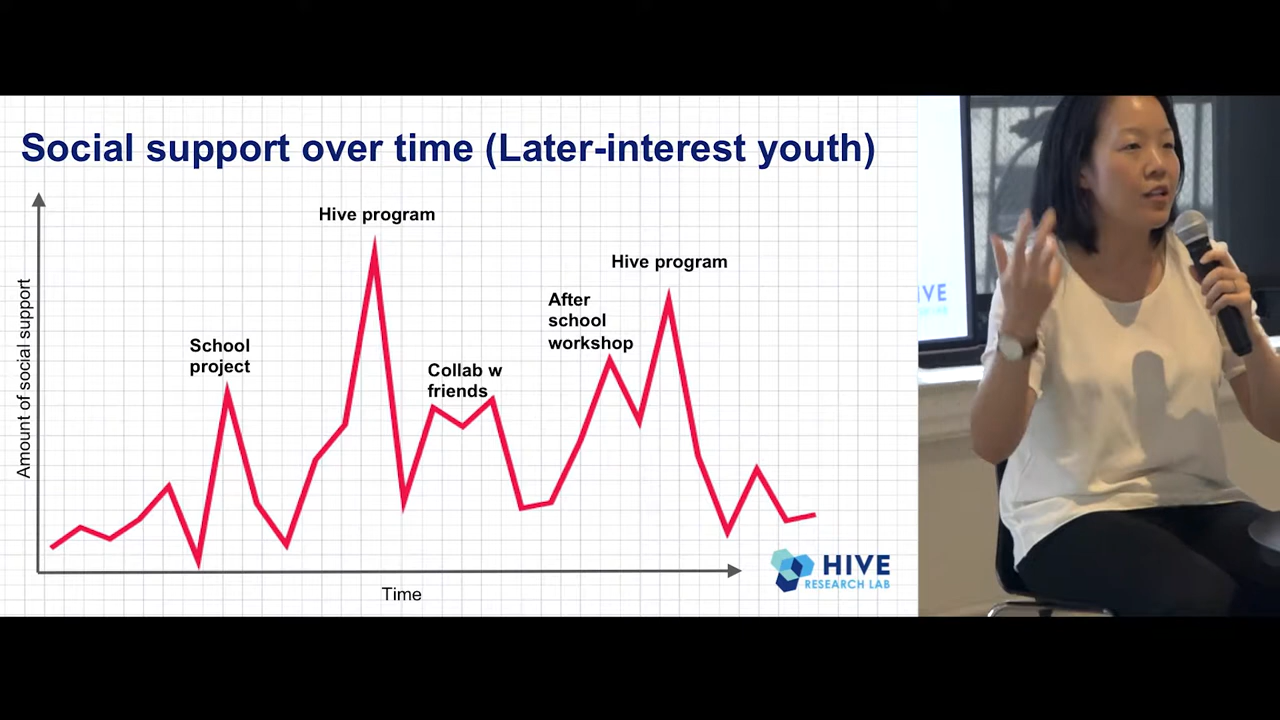 Social support over time (Later-interest youth)
Hive program
Hive program
After
school
workshop
School
project
Collab w
friends
Amount of social support
Time
HIVE
RESEARCH LAB
IVE